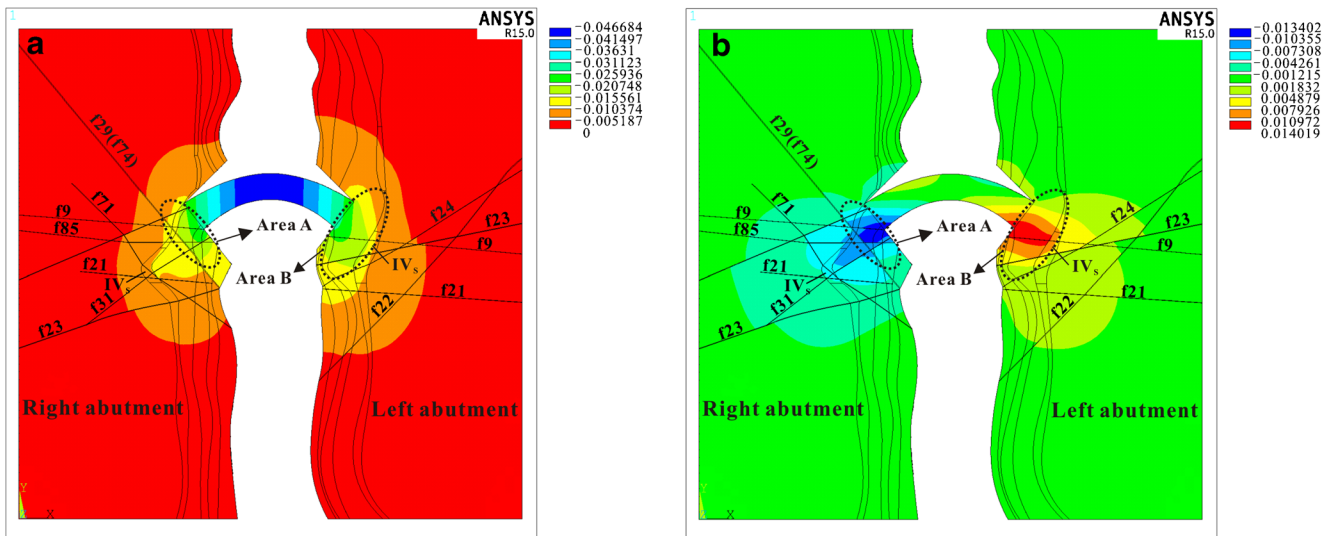 1
ANSYS
R15.0
a
-0.046684
-0.041497
-0.03631
-0.031123
-0.025936
-0.020748
-0.015561
-0.010374
-0.005187
0
f29(f74)
f71
f9
f85
Area A
f24
f23
f9
f21
Area B
IVs
IVs
f21
f31
f22
f23
Right abutment
Left abutment
Y
Z
X
1
ANSYS
R15.0
b
-0.013402
-0.010355
-0.007308
-0.004261
-0.001215
0.001832
0.004879
0.007926
0.010972
0.014019
f29(f74)
f71
f9
f85
Area A
f24
f23
f9
f21
Area B
IVs
IVs
f21
f31
f22
f23
Right abutment
Left abutment
Y
Z
X